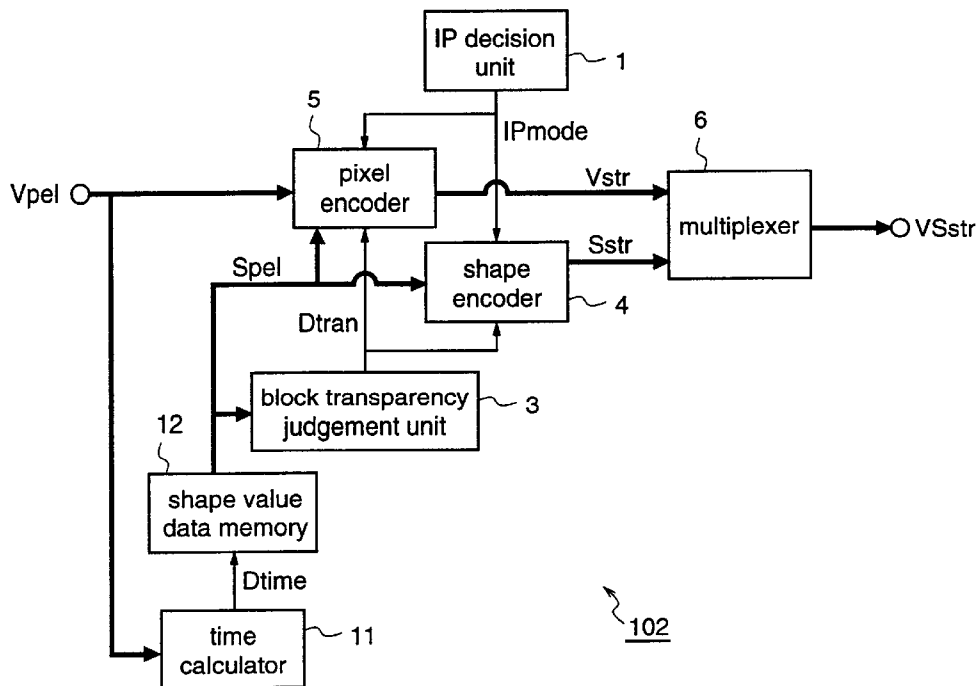 IP decision
unit
1
5
IPmode
6
Vpel
pixel
encoder
Vstr
multiplexer
VSstr
Spel
shape
encoder
Sstr
4
Dtran
block transparency
judgement unit
3
12
shape value
data memory
Dtime
time
calculator
11
102